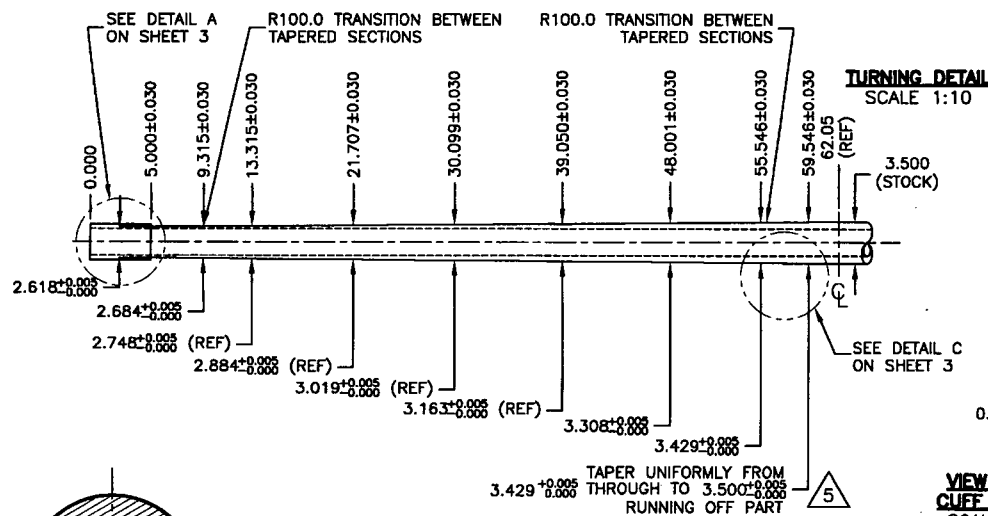 SEE DETAIL A
ON SHEET 3
R100.0 TRANSITION BETWEEN
TAPERED SECTIONS
R100.0 TRANSITION BETWEEN
TAPERED SECTIONS
TURNING DETAIL
SCALE 1:10
0.000
5.000±0.030
9.315±0.030
13.315±0.030
21.707±0.030
30.099±0.030
39.050±0.030
48.001±0.030
55.546±0.030
59.546±0.030
62.05
(REF)
3.500
(STOCK)
2.618 +0.005 -0.000
2.684 +0.005 -0.000
2.748 +0.005 -0.000 (REF)
2.884 +0.005 -0.000 (REF)
3.019 +0.005 -0.000 (REF)
3.163 +0.005 -0.000 (REF)
3.308 +0.005 -0.000
3.429 +0.005 -0.000
℄
SEE DETAIL C
ON SHEET 3
0.
TAPER UNIFORMLY FROM
3.429 +0.005 0.000 THROUGH TO 3.500 +0.005 -0.000
RUNNING OFF PART
5
VIEW
CUFF